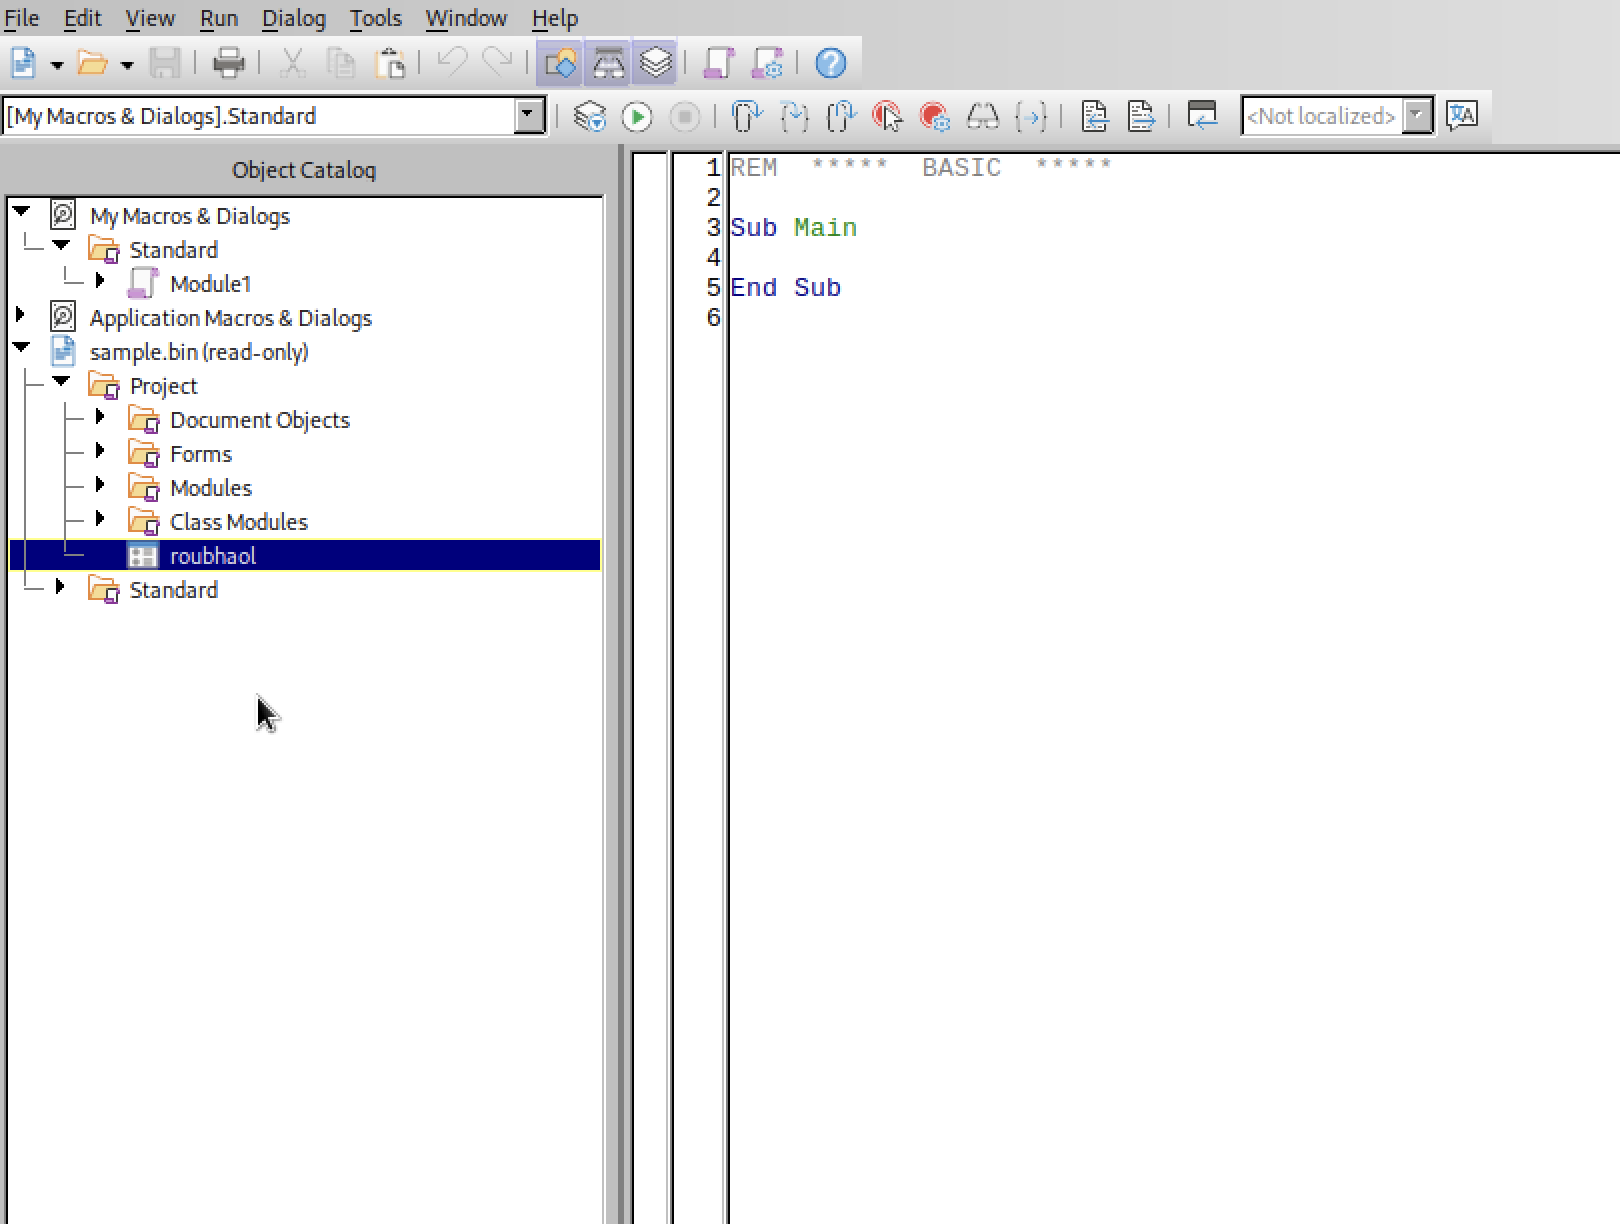 File Edit View Run Dialog Tools Window Help
[My Macros & Dialogs].Standard
<Not localized>
Object Catalog
My Macros & Dialogs
Standard
Module1
Application Macros & Dialogs
sample.bin (read-only)
Project
Document Objects
Forms
Modules
Class Modules
roubhaol
Standard
1 REM ***** BASIC *****
2
3 Sub Main
4
5 End Sub
6